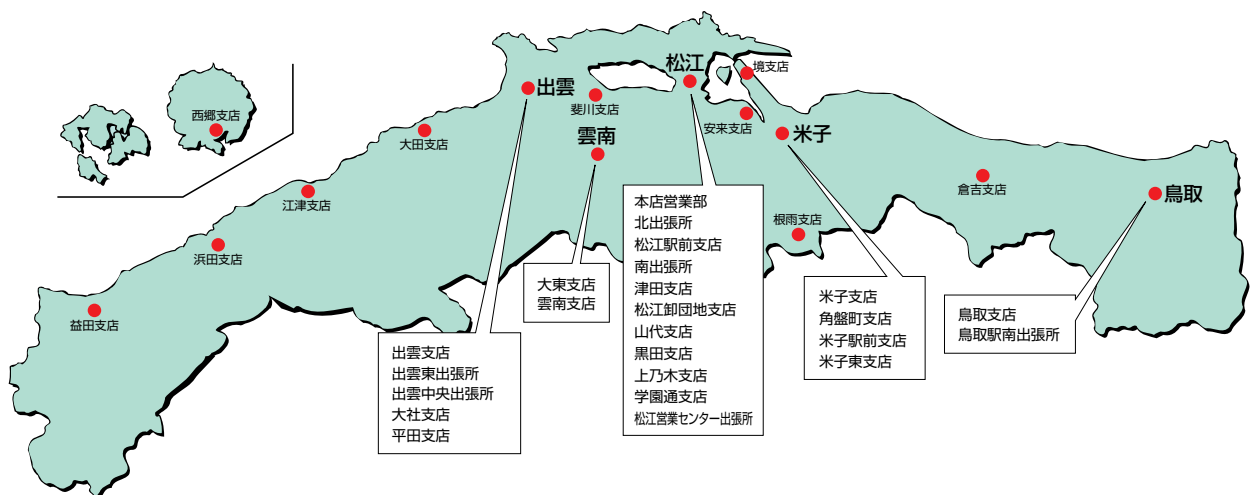 西郷支店
出雲
斐川支店
雲南
松江
境支店
安来支店
米子
大田支店
江津支店
浜田支店
益田支店
根雨支店
倉吉支店
鳥取
出雲支店
出雲東出張所
出雲中央出張所
大社支店
平田支店
大東支店
雲南支店
本店営業部
北出張所
松江駅前支店
南出張所
津田支店
松江卸団地支店
山代支店
黒田支店
上乃木支店
学園通支店
松江営業センター出張所
米子支店
角盤町支店
米子駅前支店
米子東支店
鳥取支店
鳥取駅南出張所